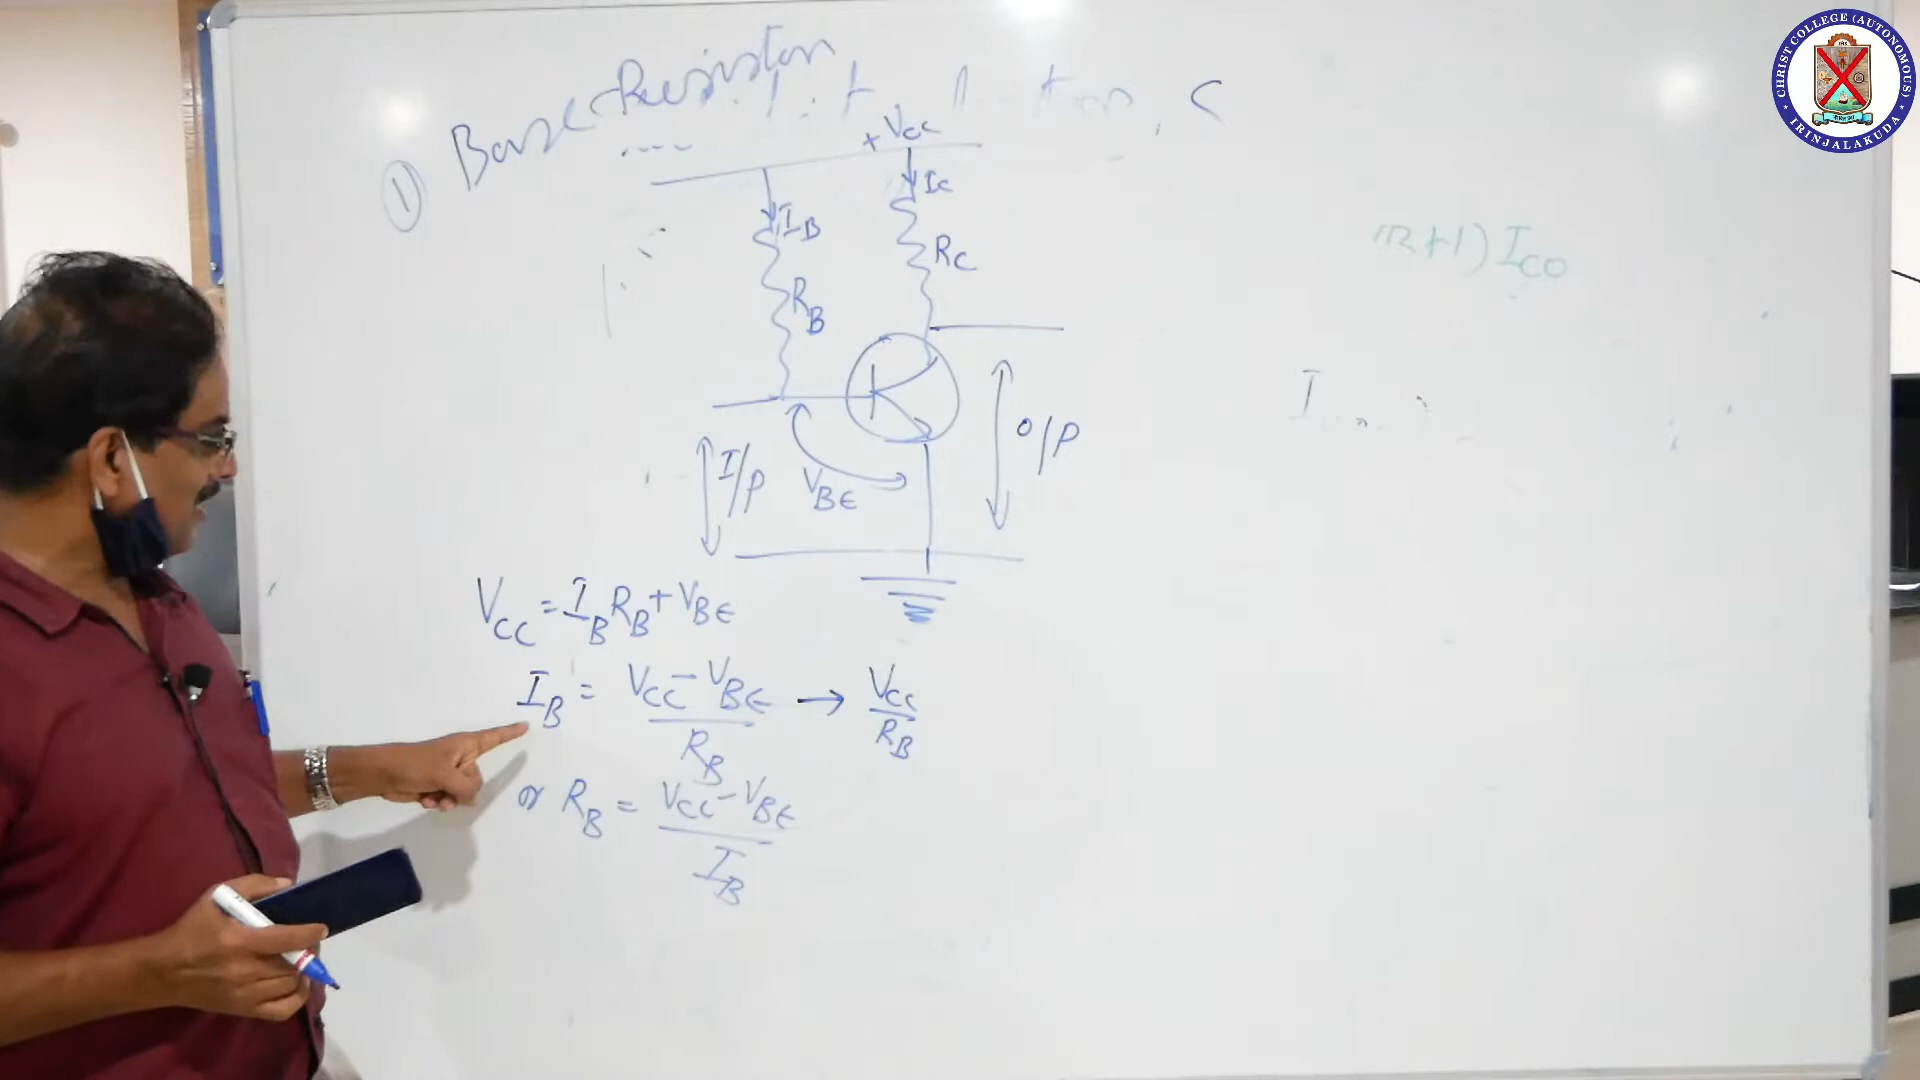 ① Base Resistor
+Vcc
IB
Ic
RB
Rc
I/P
VBE
O/P
Vcc = IB RB + VBE
IB = Vcc - VBE / RB → Vcc / RB
or RB = Vcc - VBE / IB
+1) ICO
I
CHRIST COLLEGE (AUTONOMOUS)
IRINJALAKUDA